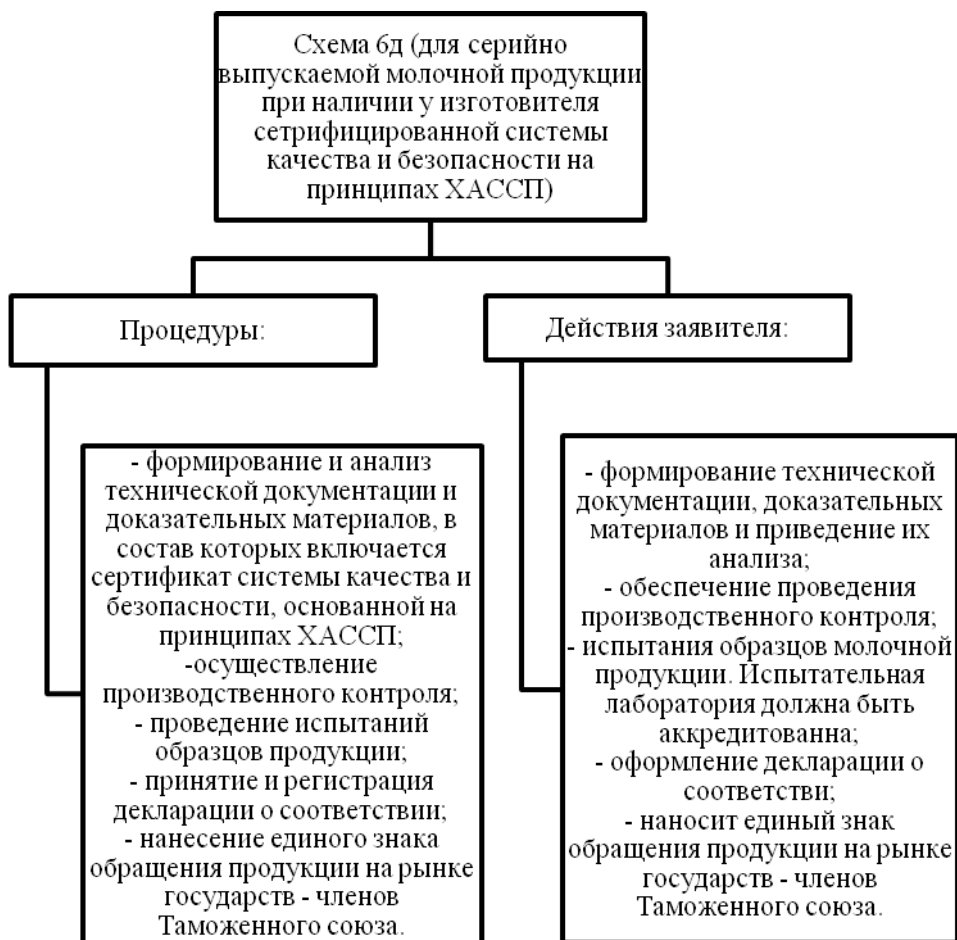 Схема 6д (для серийно
выпускаемой молочной продукции
при наличии у изготовителя
сетрифицированной системы
качества и безопасности на
принципах ХАССП)
Процедуры:
Действия заявителя:
- формирование и анализ
технической документации и
доказательных материалов, в
состав которых включается
сертификат системы качества и
безопасности, основанной на
принципах ХАССП;
-осуществление
производственного контроля;
- проведение испытаний
образцов продукции;
- принятие и регистрация
декларации о соответствии;
- нанесение единого знака
обращения продукции на рынке
государств - членов
Таможенного союза.
- формирование технической
документации, доказательных
материалов и приведение их
анализа;
- обеспечение проведения
производственного контроля;
- испытания образцов молочной
продукции. Испытательная
лаборатория должна быть
аккредитованна;
- оформление декларации о
соответстви;
- наносит единый знак
обращения продукции на рынке
государств - членов
Таможенного союза.